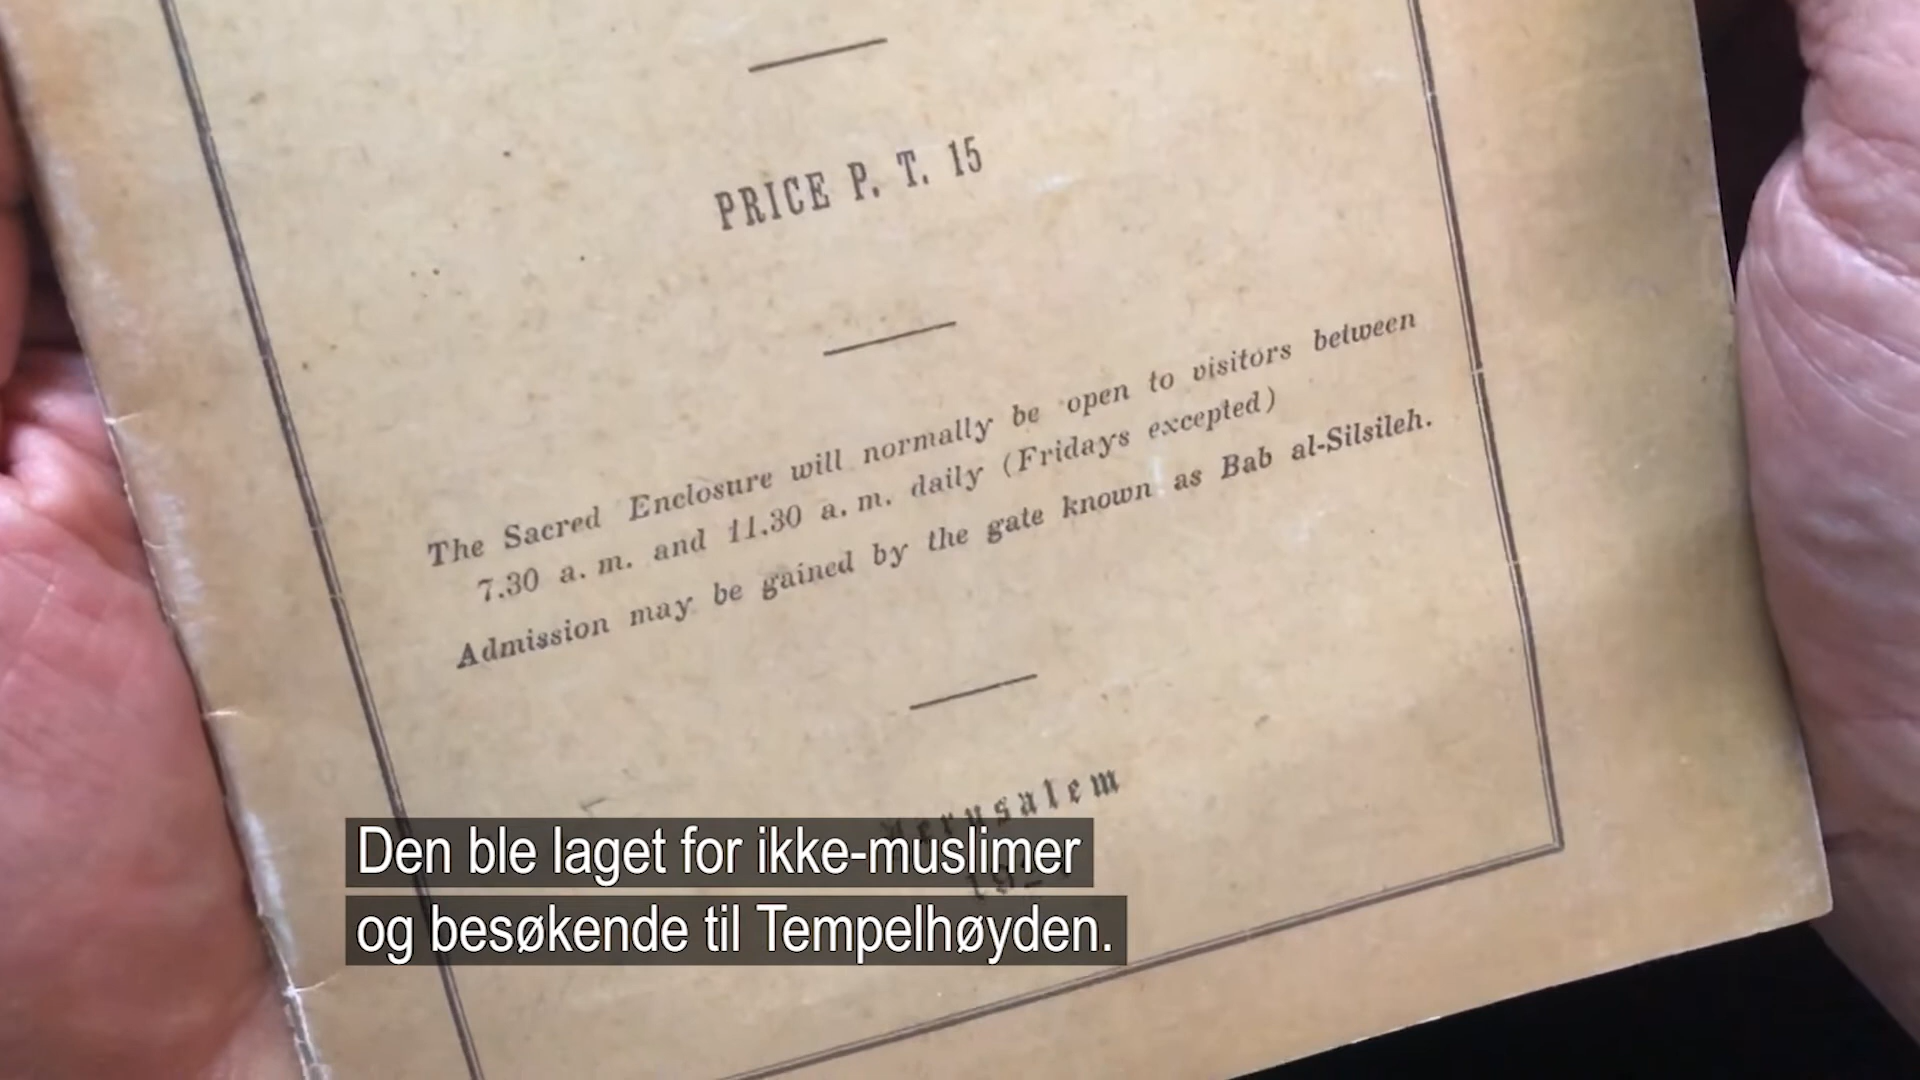 PRICE P. T. 15
The Sacred Enclosure will normally be open to visitors between
7.30 a. m. and 11.30 a. m. daily (Fridays excepted)
Admission may be gained by the gate known as Bab al-Silsileh.
Jerusalem
Den ble laget for ikke-muslimer
og besøkende til Tempelhøyden.